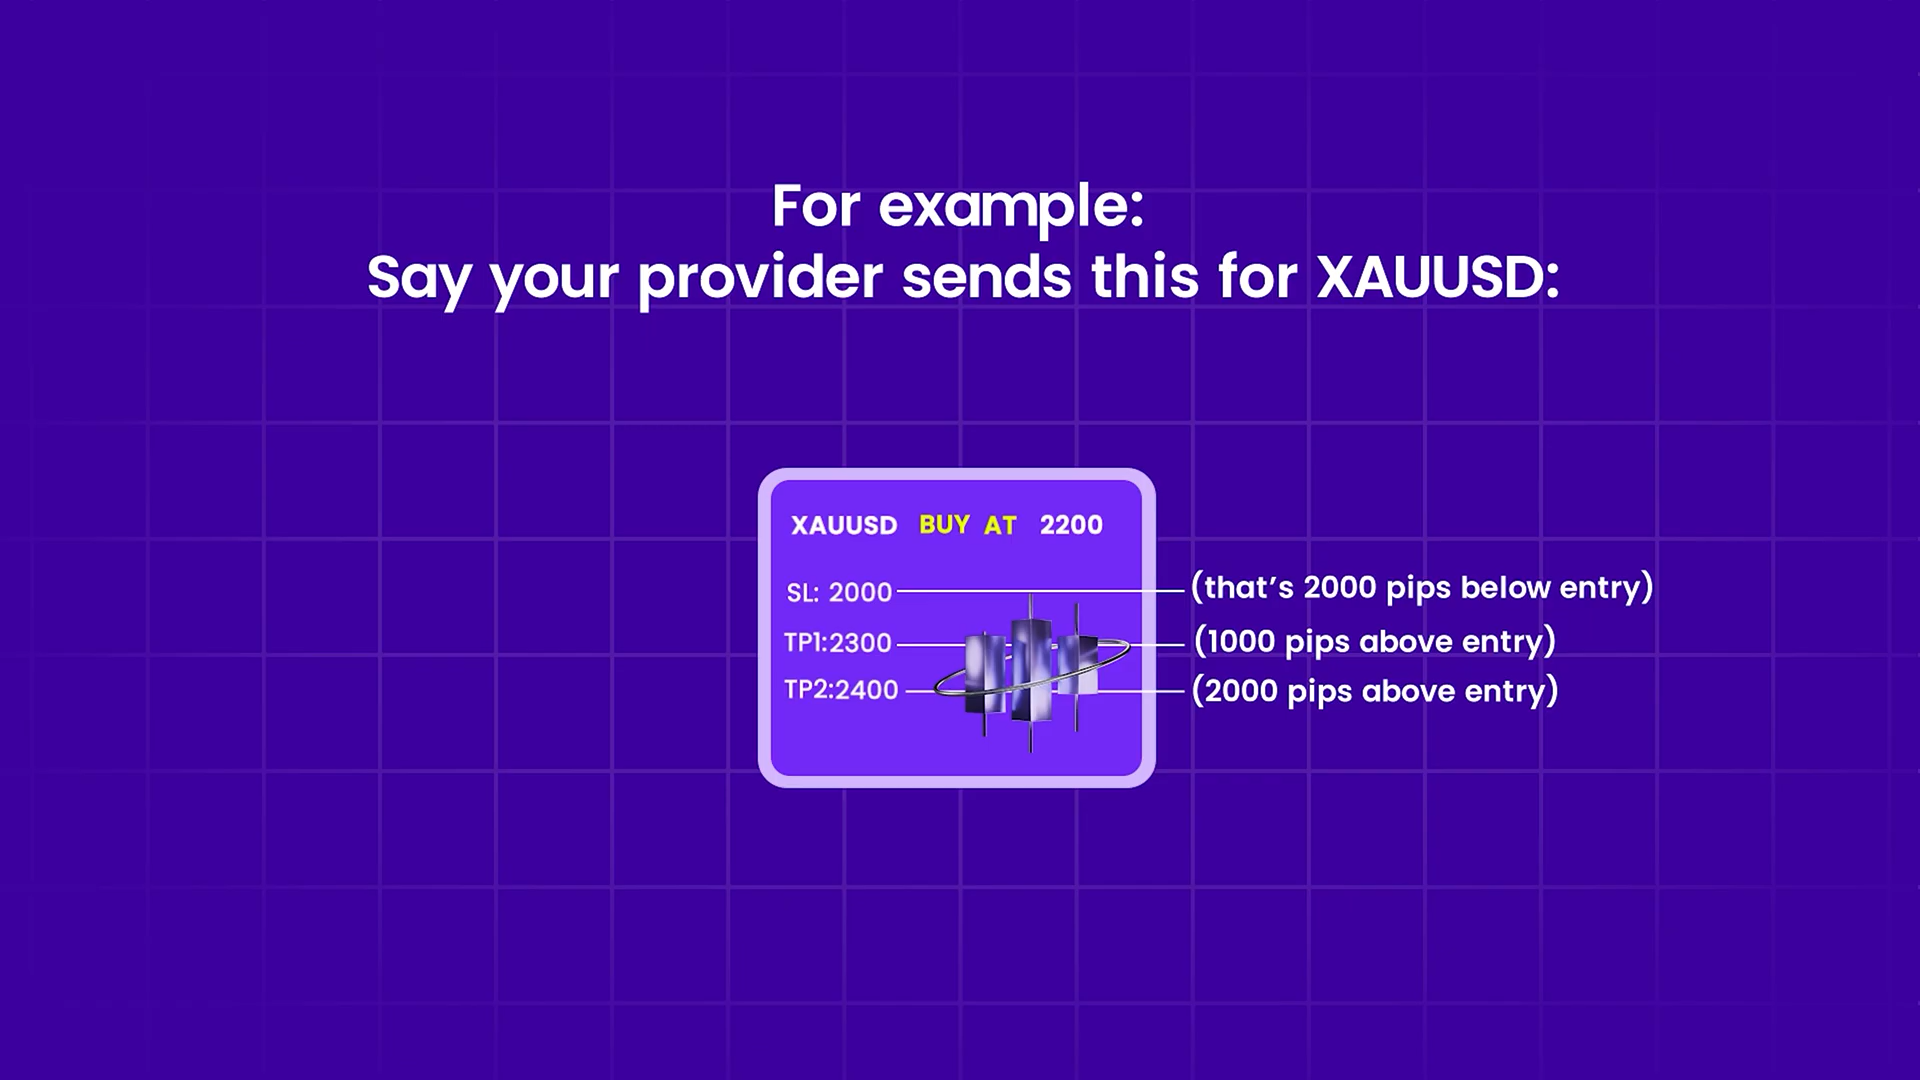 For example:
Say your provider sends this for XAUUSD:
XAUUSD BUY AT 2200
SL: 2000 (that's 2000 pips below entry)
TP1:2300 (1000 pips above entry)
TP2:2400 (2000 pips above entry)